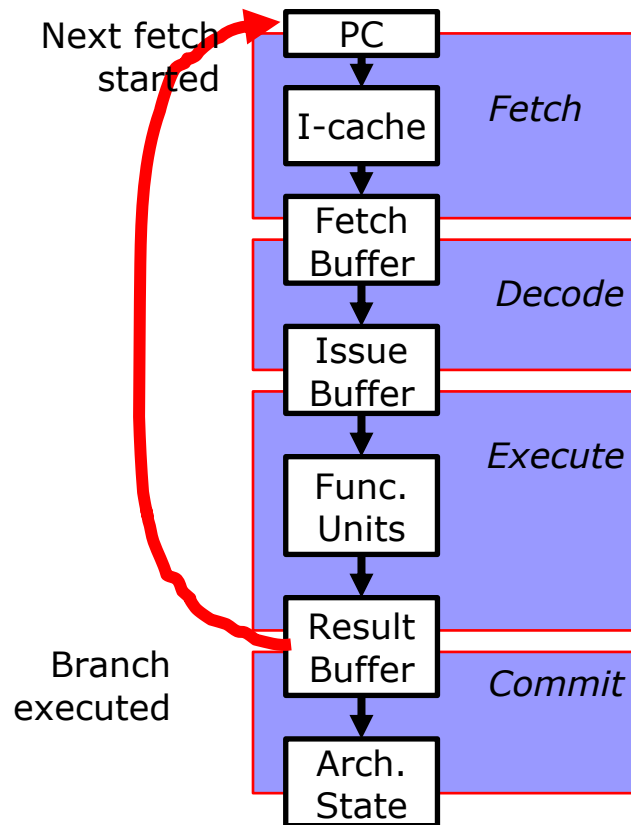 Next fetch
started
PC
Fetch
I-cache
Fetch
Buffer
Decode
Issue
Buffer
Execute
Func.
Units
Result
Buffer
Branch
executed
Commit
Arch.
State